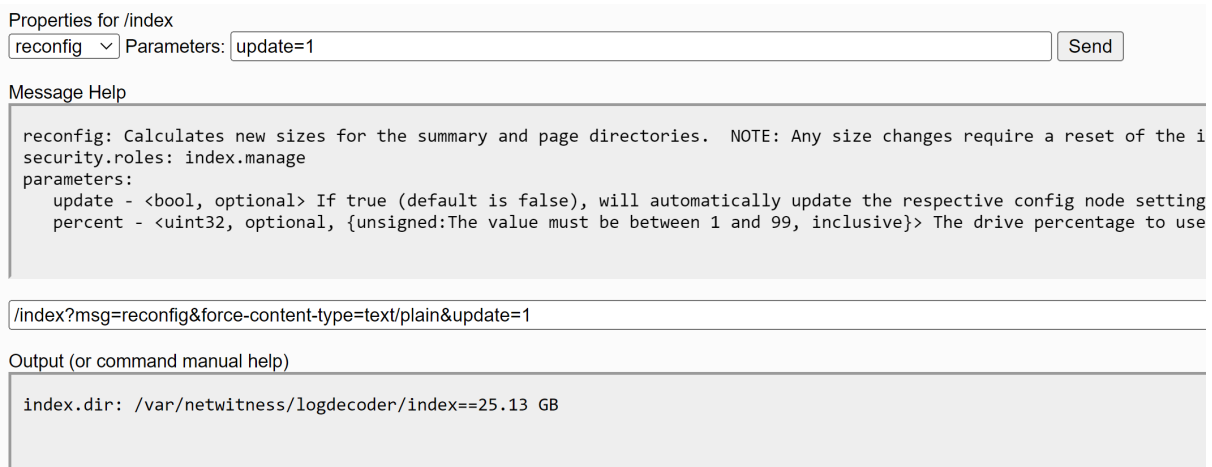 Properties for /index
reconfig Parameters: update=1 Send
Message Help
reconfig: Calculates new sizes for the summary and page directories.  NOTE: Any size changes require a reset of the i
security.roles: index.manage
parameters:
update - <bool, optional> If true (default is false), will automatically update the respective config node setting
percent - <uint32, optional, {unsigned:The value must be between 1 and 99, inclusive}> The drive percentage to use
/index?msg=reconfig&force-content-type=text/plain&update=1
Output (or command manual help)
index.dir: /var/netwitness/logdecoder/index==25.13 GB